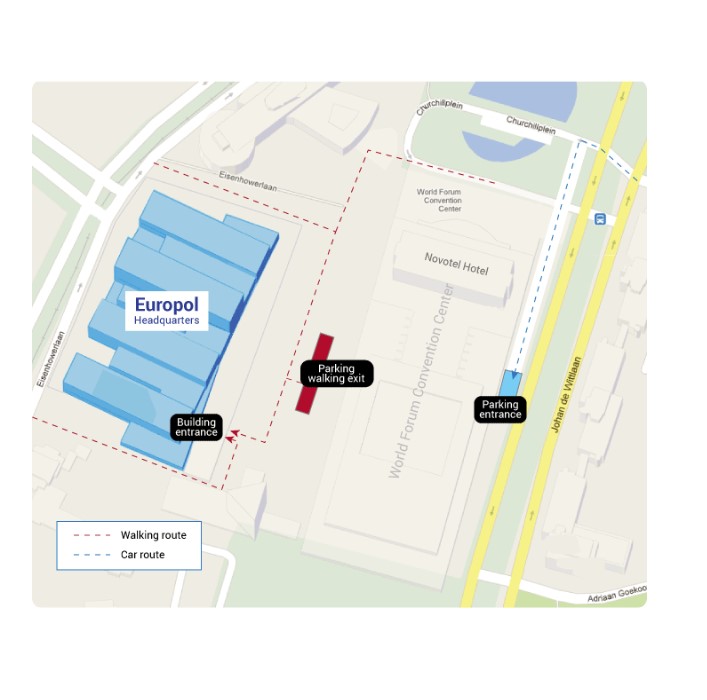 Churchillplein
Churchillplein
Eisenhowerlaan
World Forum
Convention
Center
Novotel Hotel
Europol
Headquarters
World Forum Convention Center
Eisenhowerlaan
Parking
walking exit
Parking
entrance
Johan de Wittlaan
Building
entrance
Walking route
Car route
Adriaan Goekoo